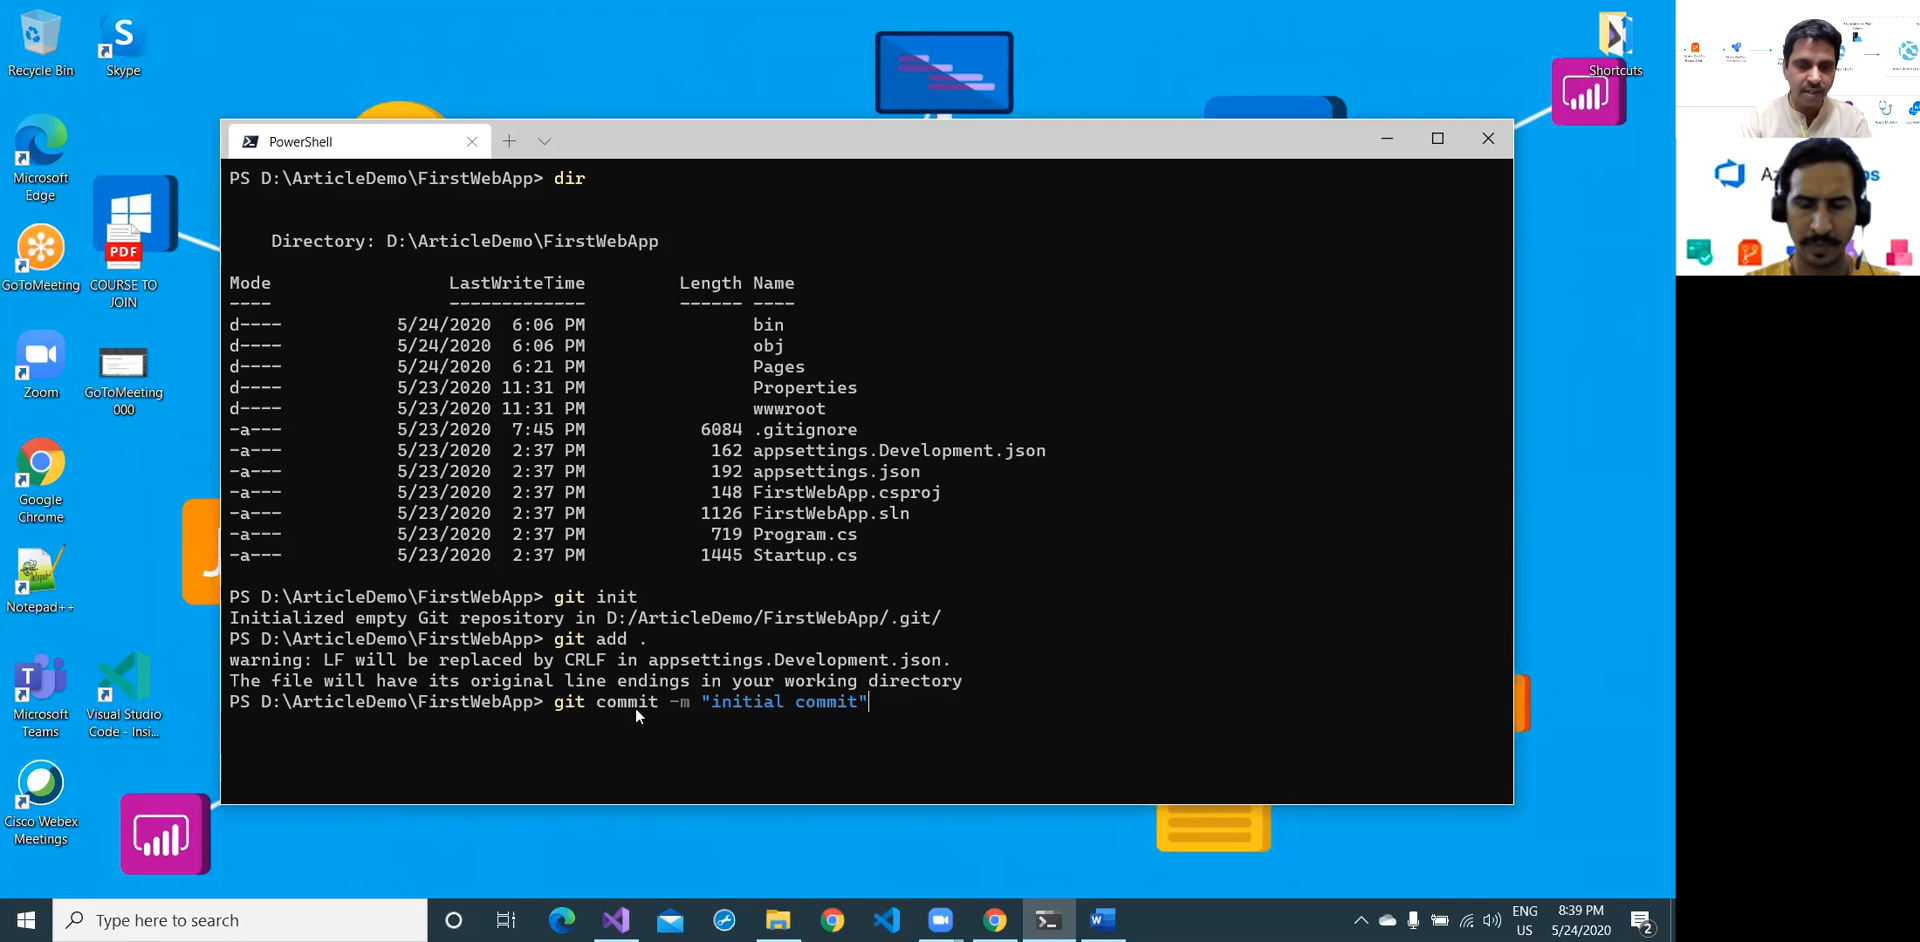 Recycle Bin
Skype
Microsoft
Edge
PDF
GoToMeeting
COURSE TO
JOIN
Zoom
GoToMeeting
000
Google
Chrome
Notepad++
Microsoft
Teams
Visual Studio
Code - Insi...
Cisco Webex
Meetings
Shortcuts
PowerShell
PS D:\ArticleDemo\FirstWebApp> dir
Directory: D:\ArticleDemo\FirstWebApp
Mode LastWriteTime Length Name
---- ------------- ------ ----
d---- 5/24/2020 6:06 PM bin
d---- 5/24/2020 6:06 PM obj
d---- 5/24/2020 6:21 PM Pages
d---- 5/23/2020 11:31 PM Properties
d---- 5/23/2020 11:31 PM wwwroot
-a--- 5/23/2020 7:45 PM 6084 .gitignore
-a--- 5/23/2020 2:37 PM 162 appsettings.Development.json
-a--- 5/23/2020 2:37 PM 192 appsettings.json
-a--- 5/23/2020 2:37 PM 148 FirstWebApp.csproj
-a--- 5/23/2020 2:37 PM 1126 FirstWebApp.sln
-a--- 5/23/2020 2:37 PM 719 Program.cs
-a--- 5/23/2020 2:37 PM 1445 Startup.cs
PS D:\ArticleDemo\FirstWebApp> git init
Initialized empty Git repository in D:/ArticleDemo/FirstWebApp/.git/
PS D:\ArticleDemo\FirstWebApp> git add .
warning: LF will be replaced by CRLF in appsettings.Development.json.
The file will have its original line endings in your working directory
PS D:\ArticleDemo\FirstWebApp> git commit -m "initial commit"
Type here to search
ENG
US
8:39 PM
5/24/2020
2